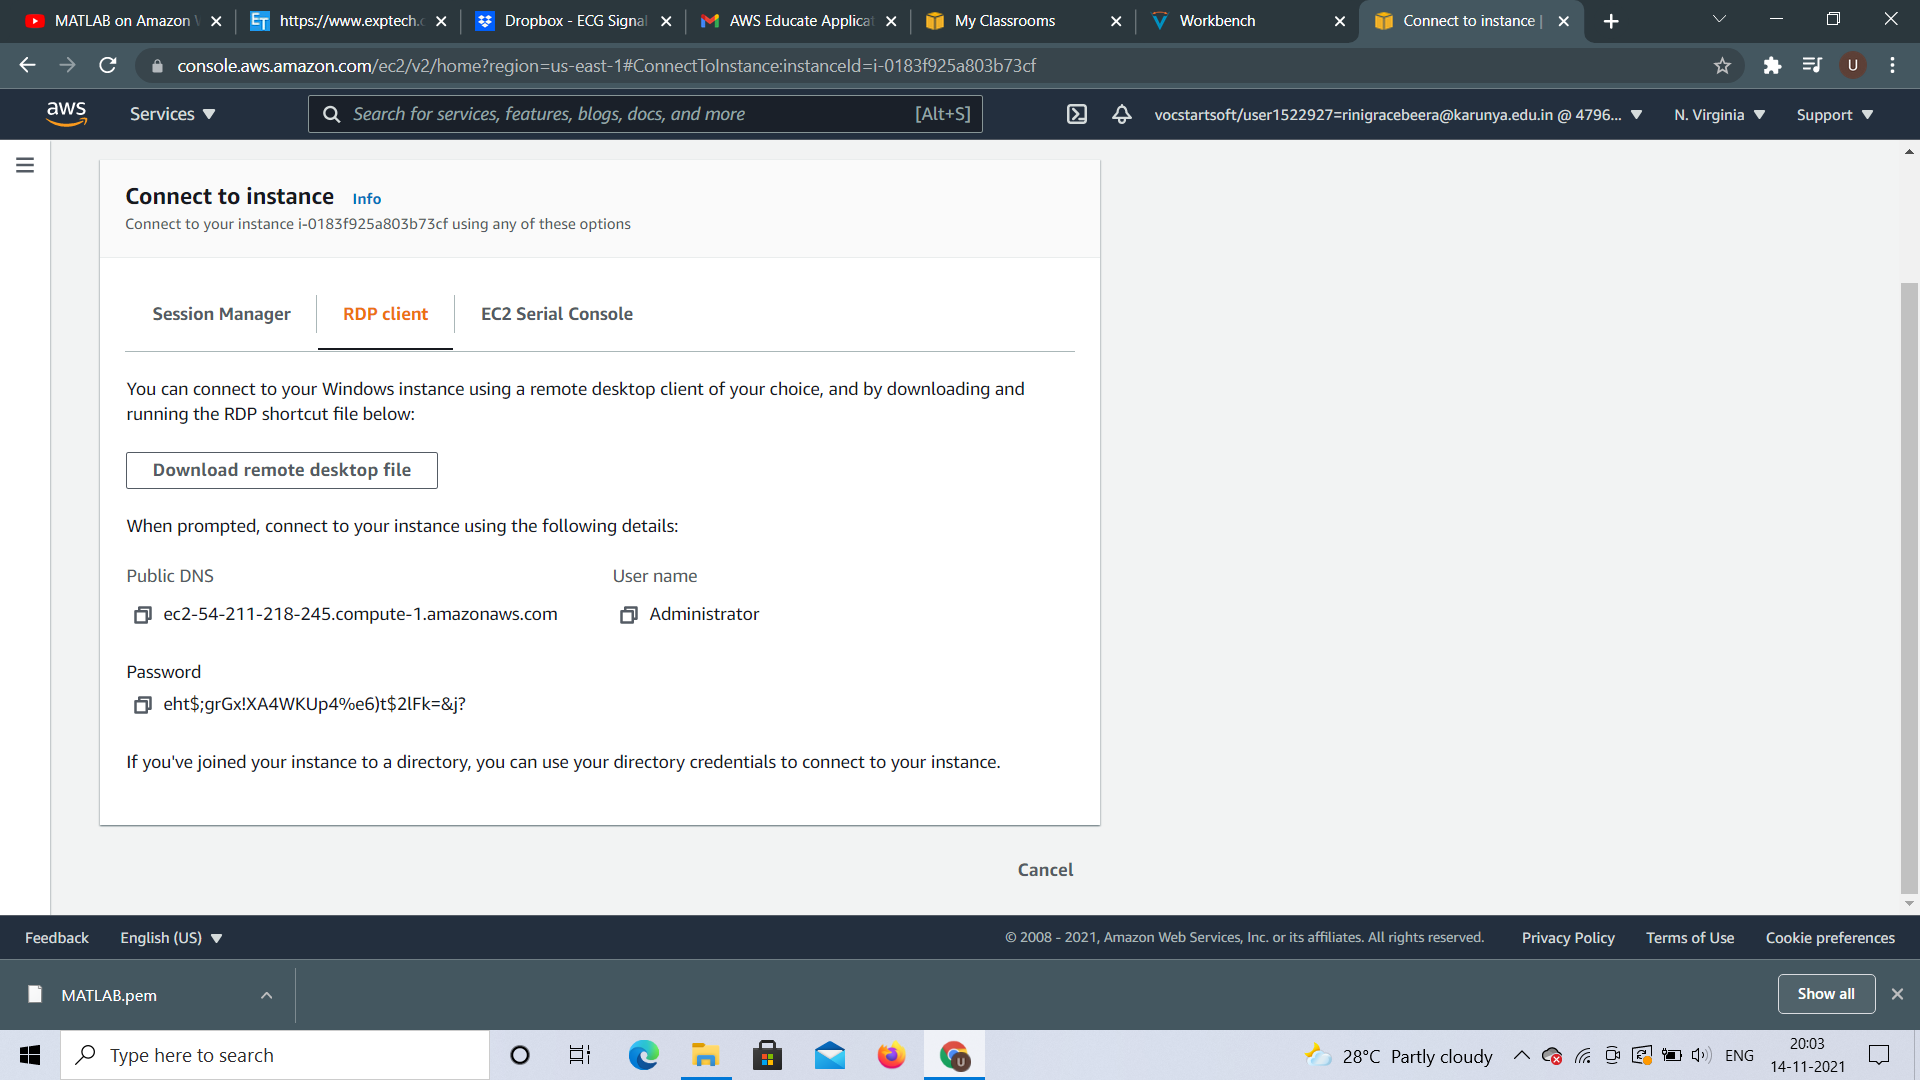 MATLAB on Amazon
https://www.exptech.
Dropbox - ECG Signal
AWS Educate Applicat
My Classrooms
Workbench
Connect to instance |
console.aws.amazon.com/ec2/v2/home?region=us-east-1#ConnectToInstance:instanceId=i-0183f925a803b73cf
U
aws
Services
Search for services, features, blogs, docs, and more
[Alt+S]
vocstartsoft/user1522927=rinigracebeera@karunya.edu.in @ 4796...
N. Virginia
Support
Connect to instance Info
Connect to your instance i-0183f925a803b73cf using any of these options
Session Manager
RDP client
EC2 Serial Console
You can connect to your Windows instance using a remote desktop client of your choice, and by downloading and
running the RDP shortcut file below:
Download remote desktop file
When prompted, connect to your instance using the following details:
Public DNS
User name
ec2-54-211-218-245.compute-1.amazonaws.com
Administrator
Password
eht$;grGx!XA4WKUp4%e6)t$2lFk=&j?
If you've joined your instance to a directory, you can use your directory credentials to connect to your instance.
Cancel
Feedback
English (US)
© 2008 - 2021, Amazon Web Services, Inc. or its affiliates. All rights reserved.
Privacy Policy
Terms of Use
Cookie preferences
MATLAB.pem
Show all
Type here to search
28°C Partly cloudy
ENG
20:03
14-11-2021